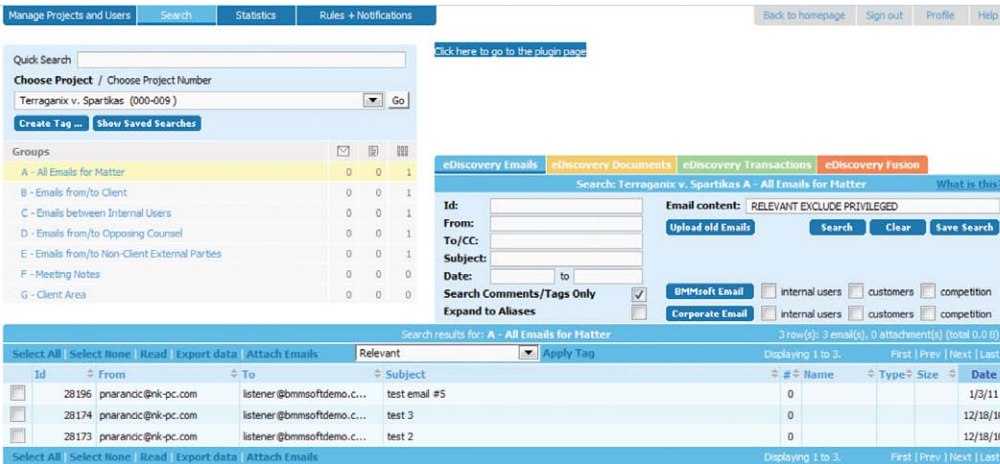 Manage Projects and Users Search Statistics Rules + Notifications Back to homepage Sign out Profile Help
Quick Search
Choose Project / Choose Project Number
Terraganix v. Spartikas (000-009 )
Go
Create Tag ... Show Saved Searches
Groups
A - All Emails for Matter 0 0 1
B - Emails from/to Client 0 0 1
C - Emails between Internal Users 0 0 1
D - Emails from/to Opposing Counsel 0 0 1
E - Emails from/to Non-Client External Parties 0 0 1
F - Meeting Notes 0 0 0
G - Client Area 0 0 0
Click here to go to the plugin page
eDiscovery Emails eDiscovery Documents eDiscovery Transactions eDiscovery Fusion
Search: Terraganix v. Spartikas A - All Emails for Matter What is this?
Id:
From:
To/CC:
Subject:
Date: to
Search Comments/Tags Only
Expand to Aliases
Email content: RELEVANT EXCLUDE PRIVILEGED
Upload old Emails Search Clear Save Search
BMMsoft Email internal users customers competition
Corporate Email internal users customers competition
Search results for: A - All Emails for Matter 3 row(s): 3 email(s), 0 attachment(s) (total 0.0 B)
Select All | Select None | Read | Export data | Attach Emails Relevant Apply Tag Displaying 1 to 3. First | Prev | Next | Last
Id From To Subject # Name Type Size Date
28196 pnarancic@nk-pc.com listener@bmmsoftdemo.c... test email #5 0 1/3/11
28174 pnarancic@nk-pc.com listener@bmmsoftdemo.c... test 3 0 12/18/10
28173 pnarancic@nk-pc.com listener@bmmsoftdemo.c... test 2 0 12/18/10
Select All | Select None | Read | Export data | Attach Emails Displaying 1 to 3. First | Prev | Next | Last